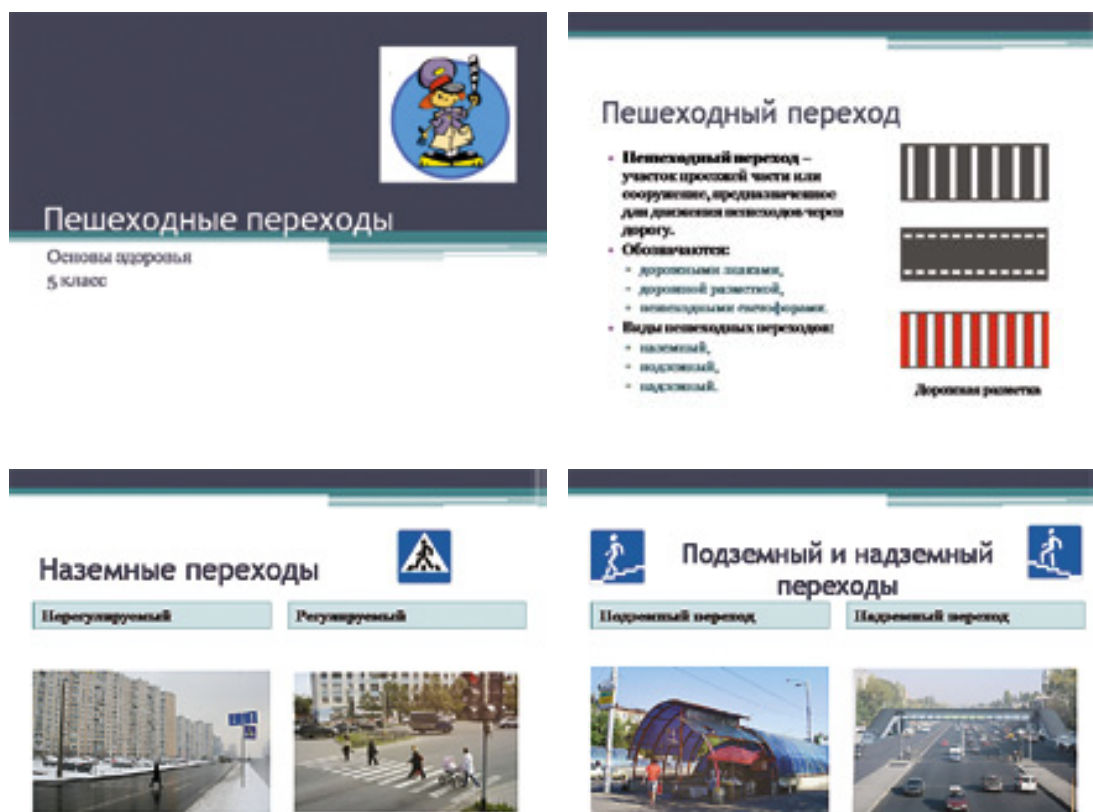 Пешеходные переходы
Основы здоровья
5 класс
Пешеходный переход
• Пешеходный переход –
участок проезжей части или
сооружение, предназначенное
для движения пешеходов через
дорогу.
• Обозначаются:
• дорожными знаками,
• дорожной разметкой,
• пешеходными светофорами.
• Виды пешеходных переходов:
• наземный,
• подземный,
• надземный.
Дорожная разметка
Наземные переходы
Нерегулируемый
Регулируемый
Подземный и надземный
переходы
Подземный переход
Надземный переход